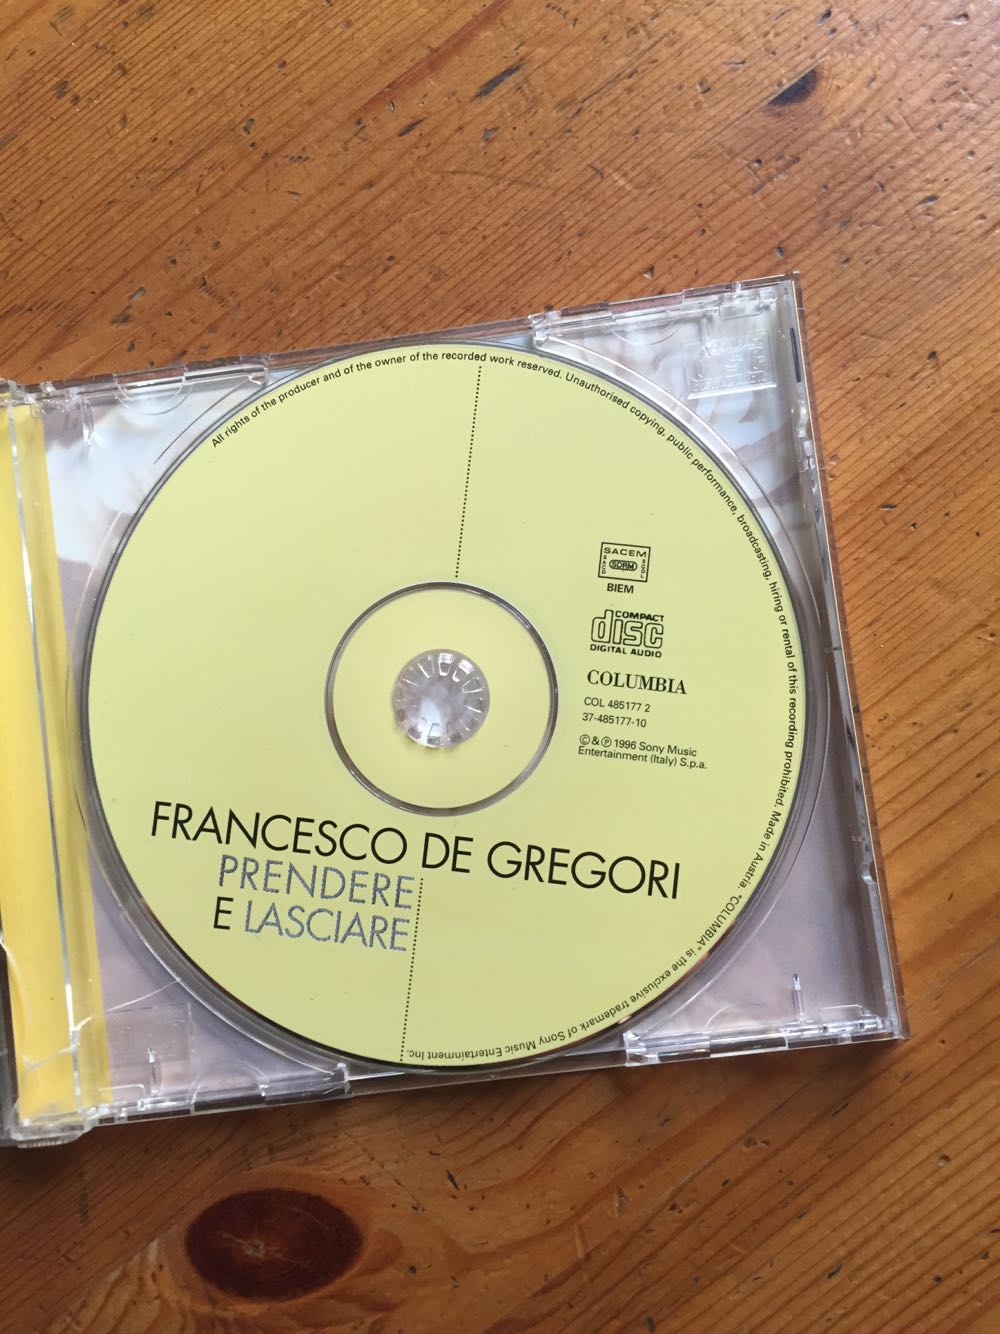 All rights of the producer and of the owner of the recorded work reserved. Unauthorised copying, public performance, broadcasting, hiring or rental of this recording prohibited. Made in Austria. "COLUMBIA" is the exclusive trademark of Sony Music Entertainment Inc.
SACEM
SACD
SDRM
SGDL
BIEM
COMPACT
disc
DIGITAL AUDIO
COLUMBIA
COL 485177 2
37-485177-10
© & ℗ 1996 Sony Music
Entertainment (Italy) S.p.a.
FRANCESCO DE GREGORI
PRENDERE
E LASCIARE